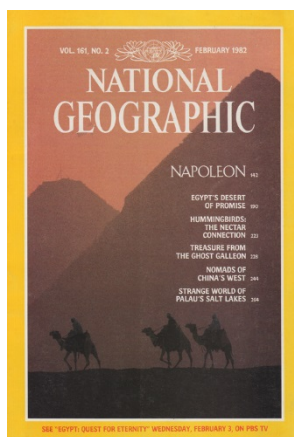 VOL. 161, NO. 2 FEBRUARY 1982
NATIONAL
GEOGRAPHIC
NAPOLEON 142
EGYPT'S DESERT
OF PROMISE 190
HUMMINGBIRDS:
THE NECTAR
CONNECTION 223
TREASURE FROM
THE GHOST GALLEON 228
NOMADS OF
CHINA'S WEST 244
STRANGE WORLD OF
PALAU'S SALT LAKES 264
SEE "EGYPT: QUEST FOR ETERNITY" WEDNESDAY, FEBRUARY 3, ON PBS TV